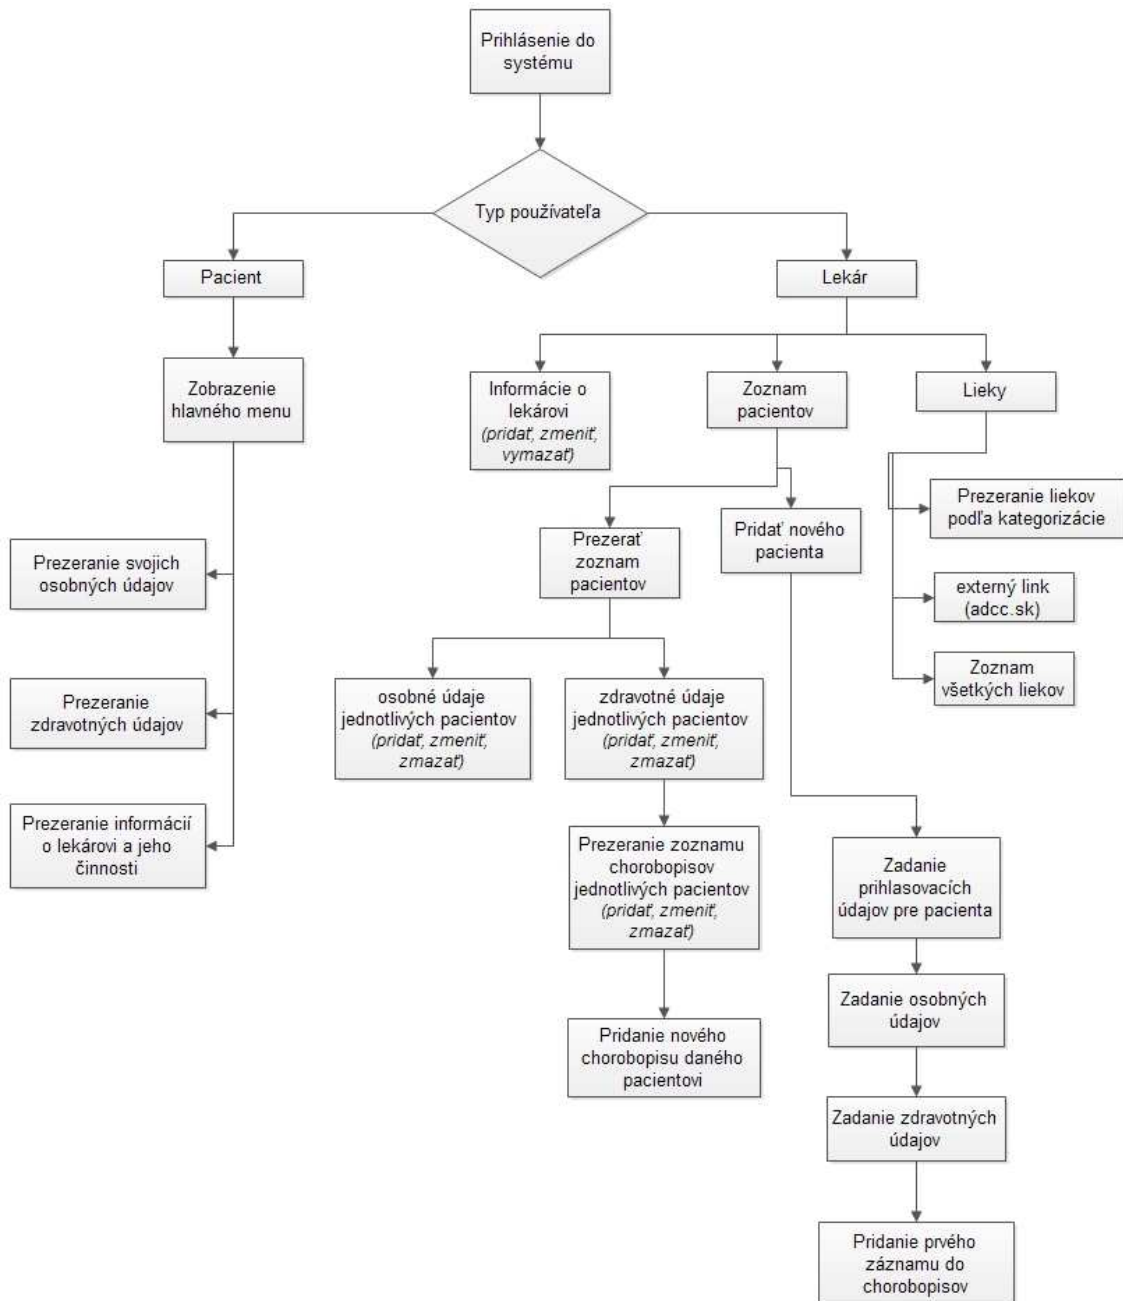 Prihlásenie do
systému
Typ používateľa
Pacient
Lekár
Zobrazenie
hlavného menu
Informácie o
lekárovi
(pridať, zmeniť,
vymazať)
Zoznam
pacientov
Lieky
Prezeranie liekov
podľa kategorizácie
Prezerať
zoznam
pacientov
Pridať nového
pacienta
Prezeranie svojich
osobných údajov
externý link
(adcc.sk)
Zoznam
všetkých liekov
Prezeranie
zdravotných údajov
osobné údaje
jednotlivých pacientov
(pridať, zmeniť,
zmazať)
zdravotné údaje
jednotlivých pacientov
(pridať, zmeniť,
zmazať)
Prezeranie informácií
o lekárovi a jeho
činnosti
Prezeranie zoznamu
chorobopisov
jednotlivých pacientov
(pridať, zmeniť,
zmazať)
Zadanie
prihlasovacích
údajov pre pacienta
Zadanie osobných
údajov
Pridanie nového
chorobopisu daného
pacientovi
Zadanie zdravotných
údajov
Pridanie prvého
záznamu do
chorobopisov